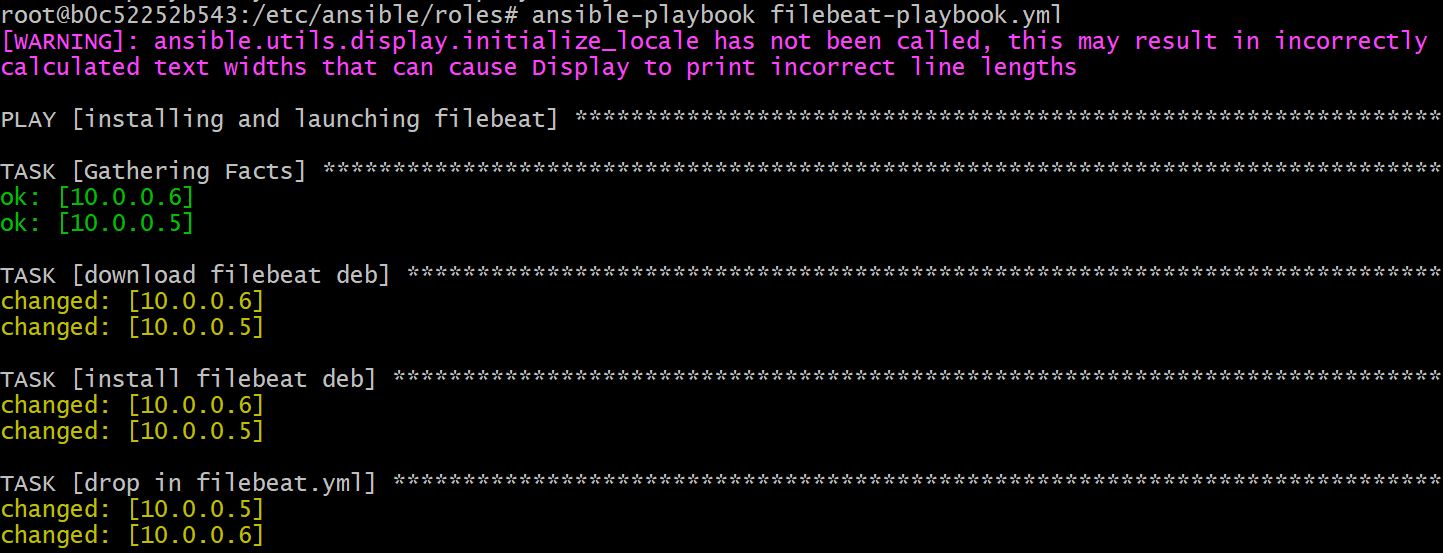 root@b0c52252b543:/etc/ansible/roles# ansible-playbook filebeat-playbook.yml
[WARNING]: ansible.utils.display.initialize_locale has not been called, this may result in incorrectly
calculated text widths that can cause Display to print incorrect line lengths
PLAY [installing and launching filebeat] **************************************************************
TASK [Gathering Facts] ********************************************************************************
ok: [10.0.0.6]
ok: [10.0.0.5]
TASK [download filebeat deb] **************************************************************************
changed: [10.0.0.6]
changed: [10.0.0.5]
TASK [install filebeat deb] ***************************************************************************
changed: [10.0.0.6]
changed: [10.0.0.5]
TASK [drop in filebeat.yml] ***************************************************************************
changed: [10.0.0.5]
changed: [10.0.0.6]